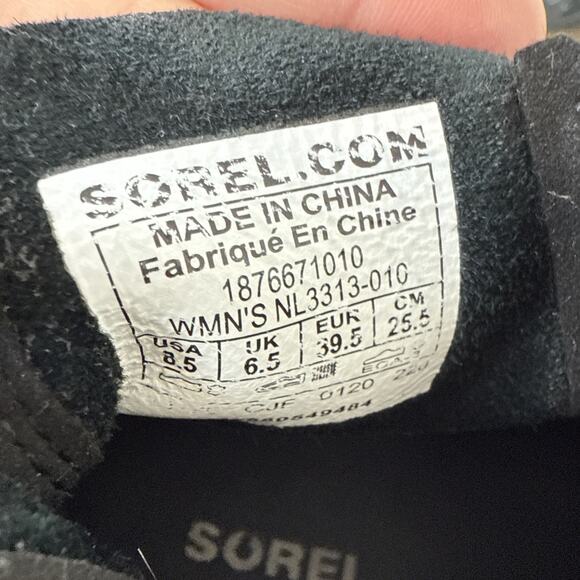 SOREL.COM
MADE IN CHINA
Fabriqué En Chine
1876671010
WMN'S NL3313-010
USA UK EUR CM
8.5 6.5 39.5 25.5
CJF 0120
SOREL